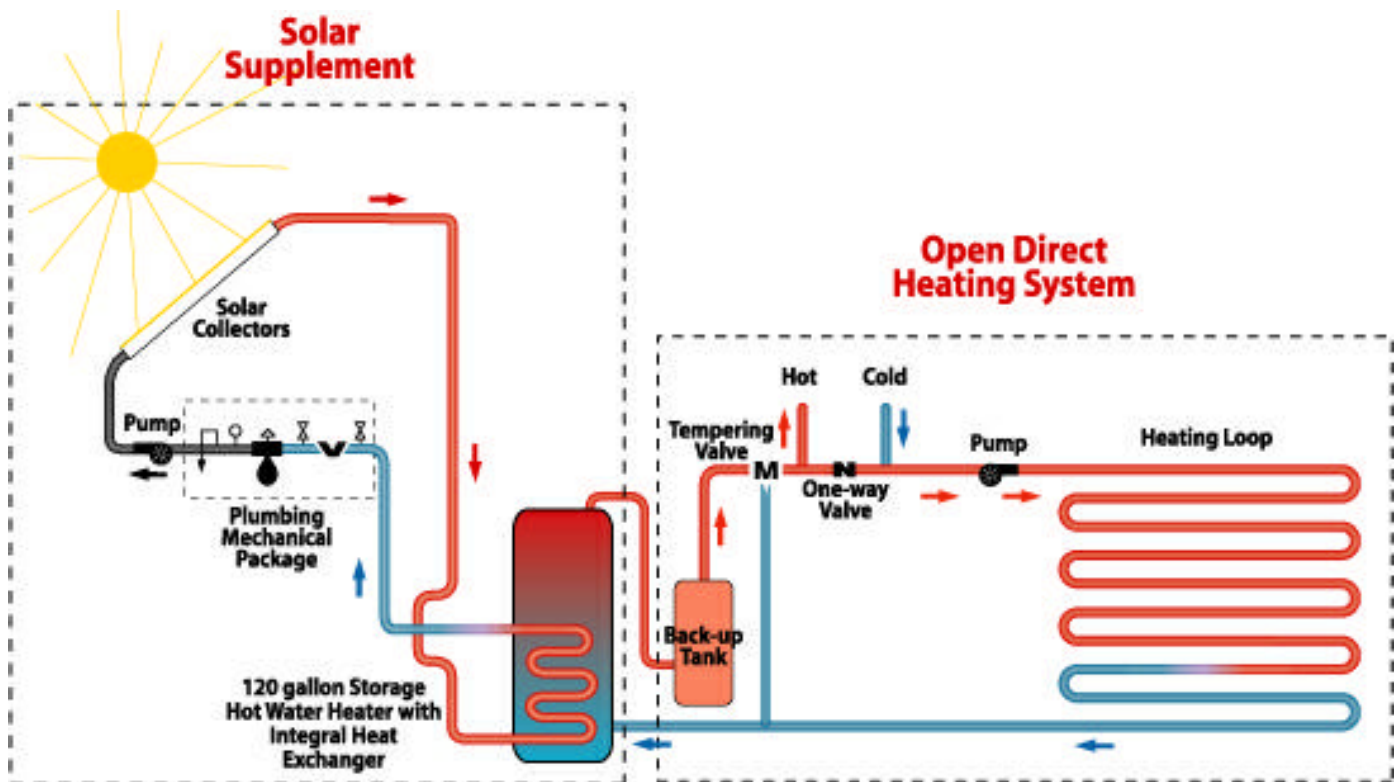 Solar
Supplement
Solar
Collectors
Pump
Plumbing
Mechanical
Package
120 gallon Storage
Hot Water Heater with
Integral Heat
Exchanger
Open Direct
Heating System
Hot
Cold
Tempering
Valve
M
One-way
Valve
Pump
Heating Loop
Back-up
Tank